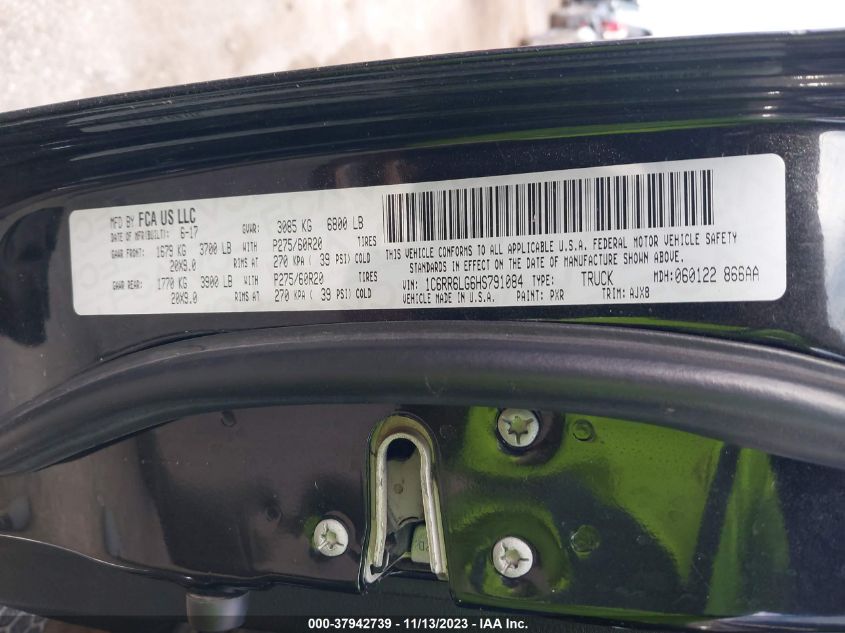 MFD BY FCA US LLC
DATE OF MFR(BUILT): 6-17 GVWR: 3085 KG 6800 LB
GAWR FRONT: 1679 KG 3700 LB WITH P275/60R20 TIRES
20X9.0 RIMS AT 270 KPA ( 39 PSI) COLD
GAWR REAR: 1770 KG 3900 LB WITH P275/60R20 TIRES
20X9.0 RIMS AT 270 KPA ( 39 PSI) COLD
THIS VEHICLE CONFORMS TO ALL APPLICABLE U.S.A. FEDERAL MOTOR VEHICLE SAFETY
STANDARDS IN EFFECT ON THE DATE OF MANUFACTURE SHOWN ABOVE.
VIN: 1C6RR6LG6HS791084 TYPE: TRUCK MDH:060122 866AA
VEHICLE MADE IN U.S.A. PAINT: PXR TRIM: AJX8
000-37942739 - 11/13/2023 - IAA Inc.